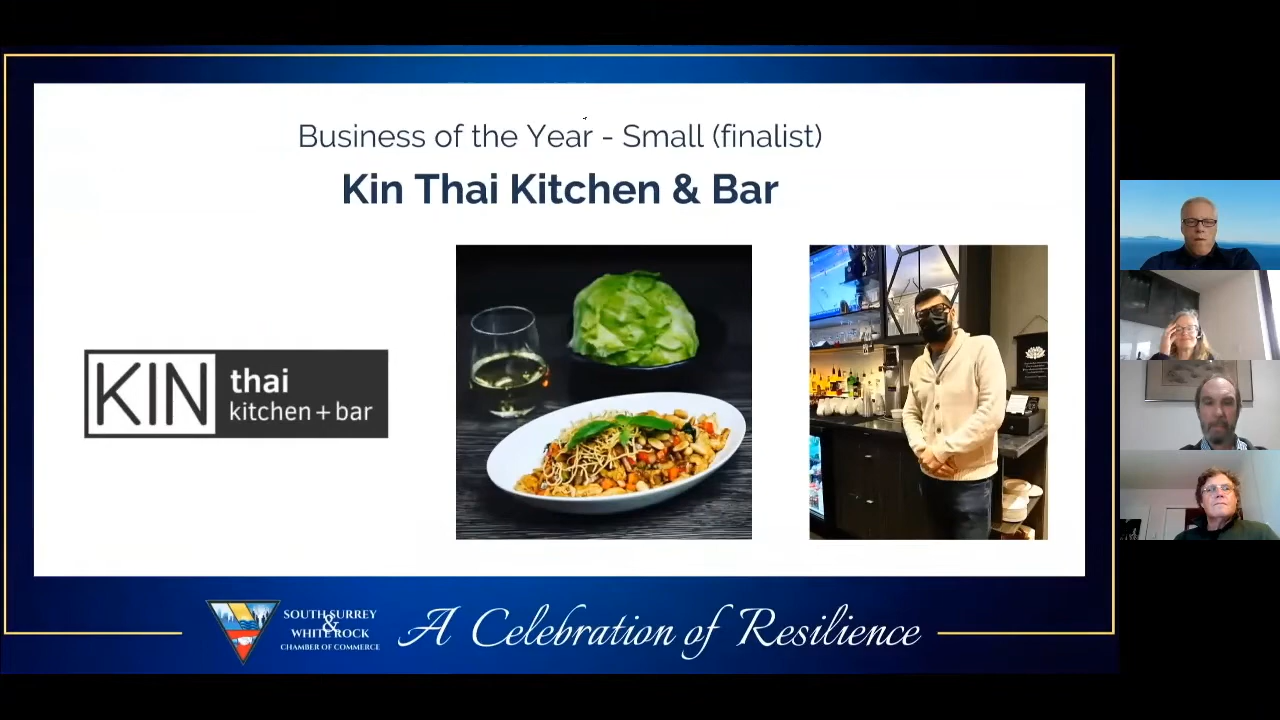 Business of the Year - Small (finalist)
Kin Thai Kitchen & Bar
KIN
thai
kitchen + bar
SOUTH SURREY
&
WHITE ROCK
CHAMBER OF COMMERCE
A Celebration of Resilience